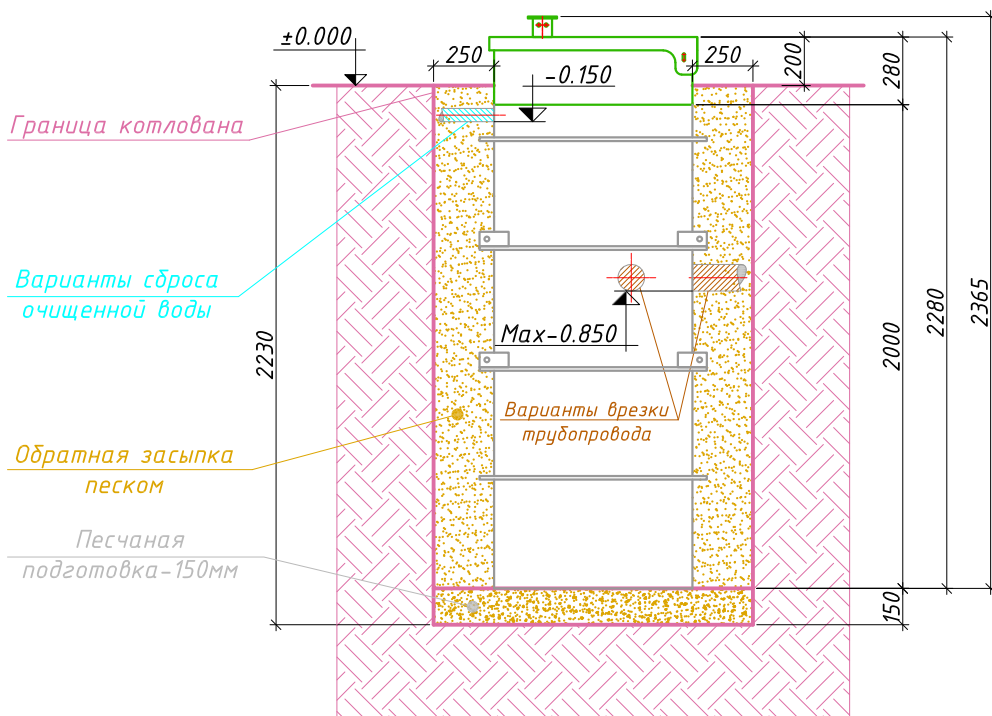 ±0.000
250
-0.150
250
200
280
Граница котлована
Варианты сброса
очищенной воды
2230
Max-0.850
2000
2280
2365
Варианты врезки
трубопровода
Обратная засыпка
песком
Песчаная
подготовка-150мм
150